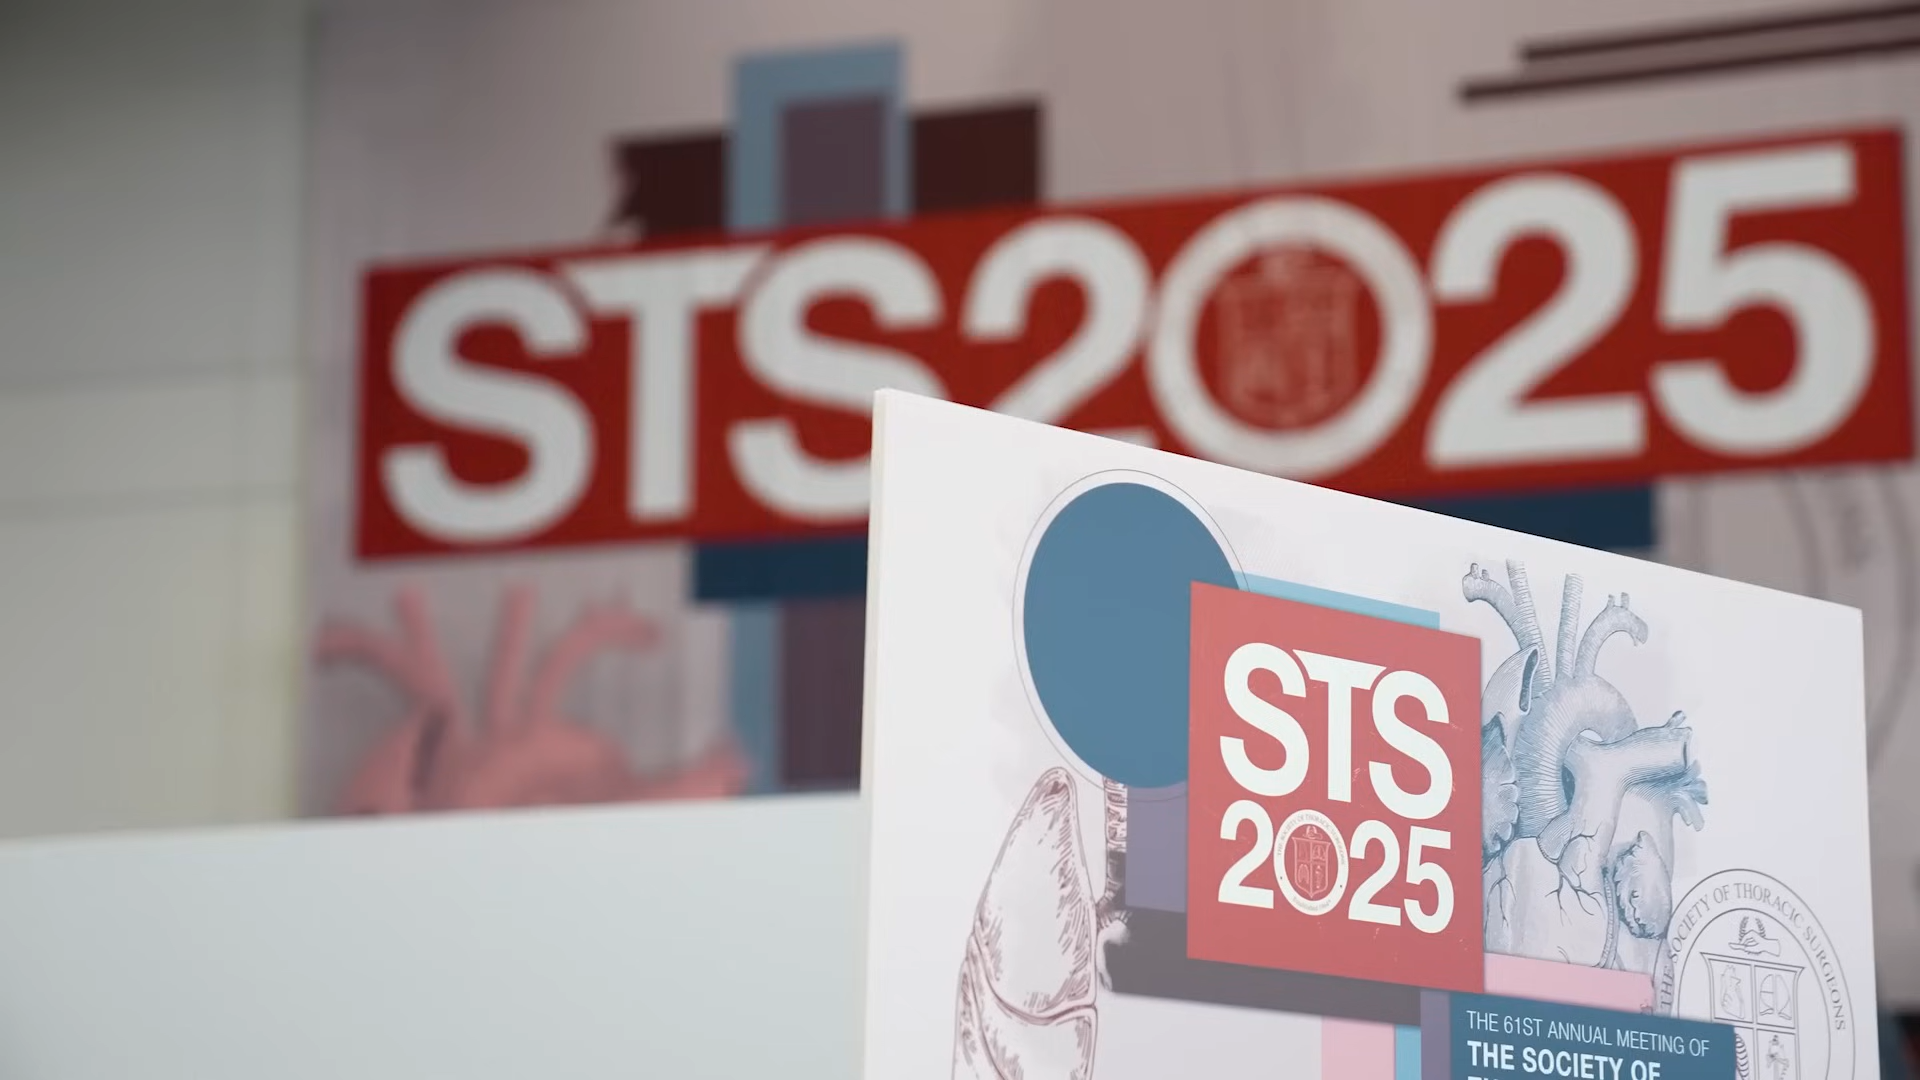 STS2025
STS
2025
THE SOCIETY OF THORACIC SURGEONS
THE 61ST ANNUAL MEETING OF
THE SOCIETY OF